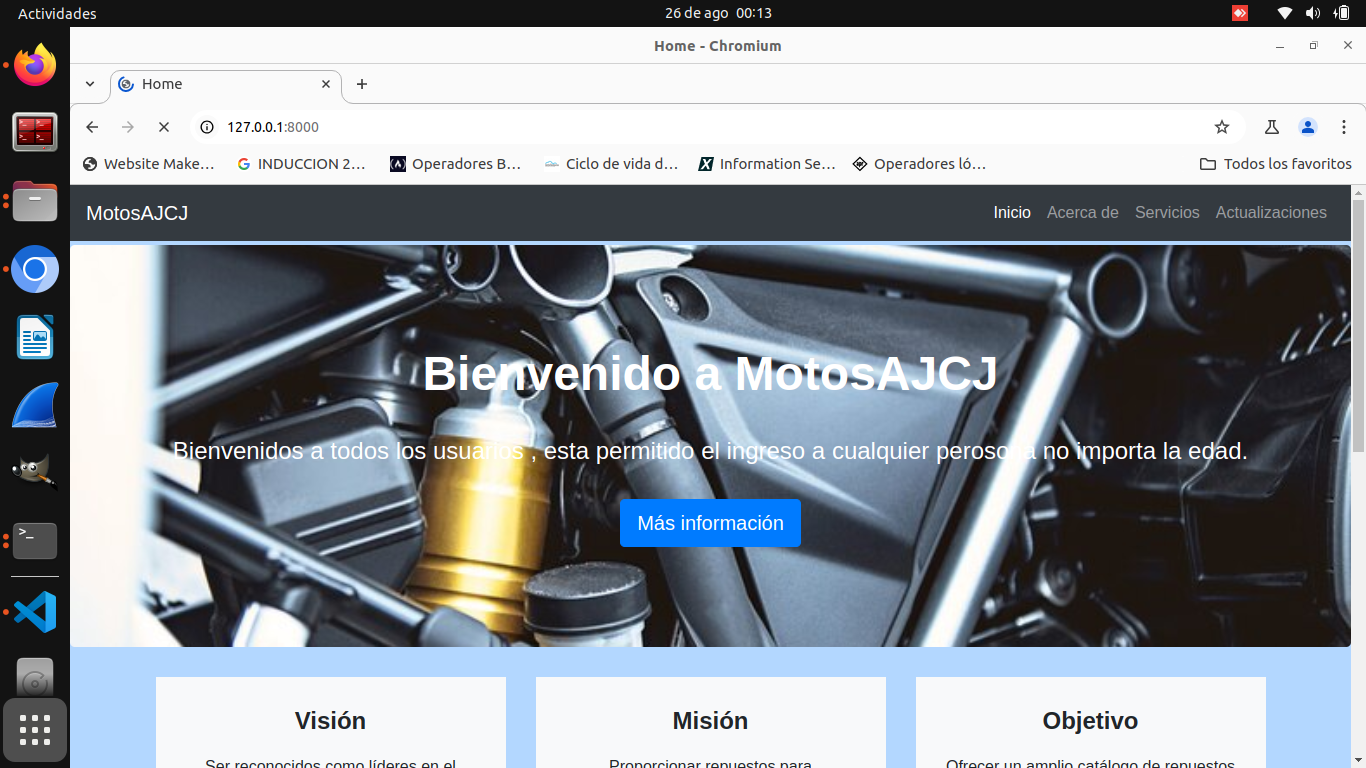 Actividades
26 de ago 00:13
Home - Chromium
Home
127.0.0.1:8000
Website Make…
INDUCCION 2…
Operadores B…
Ciclo de vida d…
Information Se…
Operadores ló…
Todos los favoritos
MotosAJCJ
Inicio
Acerca de
Servicios
Actualizaciones
Bienvenido a MotosAJCJ
Bienvenidos a todos los usuarios , esta permitido el ingreso a cualquier perosona no importa la edad.
Más información
Visión
Misión
Objetivo
Ser reconocidos como líderes en el
Proporcionar repuestos para
Ofrecer un amplio catálogo de repuestos